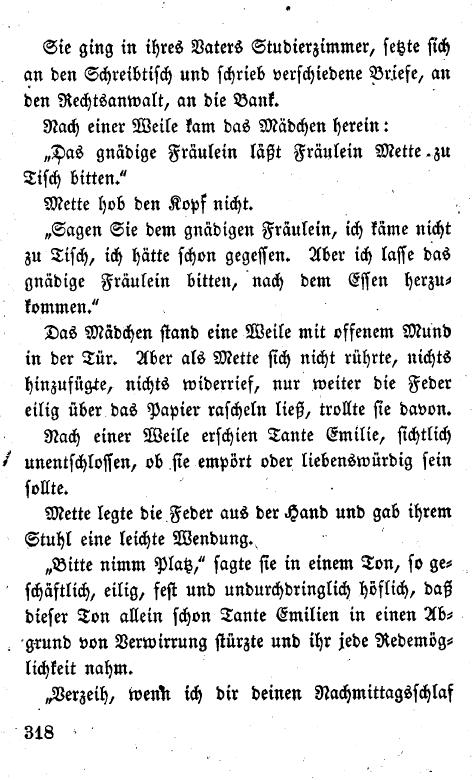 Sie ging in ihres Vaters Studierzimmer, setzte sich
an den Schreibtisch und schrieb verschiedene Briefe, an
den Rechtsanwalt, an die Bank.
Nach einer Weile kam das Mädchen herein:
„Das gnädige Fräulein läßt Fräulein Mette zu
Tisch bitten.“
Mette hob den Kopf nicht.
„Sagen Sie dem gnädigen Fräulein, ich käme nicht
zu Tisch, ich hätte schon gegessen. Aber ich lasse das
gnädige Fräulein bitten, nach dem Essen herzu-
kommen.“
Das Mädchen stand eine Weile mit offenem Mund
in der Tür. Aber als Mette sich nicht rührte, nichts
hinzufügte, nichts widerrief, nur weiter die Feder
eilig über das Papier rascheln ließ, trollte sie davon.
Nach einer Weile erschien Tante Emilie, sichtlich
unentschlossen, ob sie empört oder liebenswürdig sein
sollte.
Mette legte die Feder aus der Hand und gab ihrem
Stuhl eine leichte Wendung.
„Bitte nimm Platz,“ sagte sie in einem Ton, so ge-
schäftlich, eilig, fest und undurchdringlich höflich, daß
dieser Ton allein schon Tante Emilien in einen Ab-
grund von Verwirrung stürzte und ihr jede Redemög-
lichkeit nahm.
„Verzeih, wenn ich dir deinen Nachmittagsschlaf
318